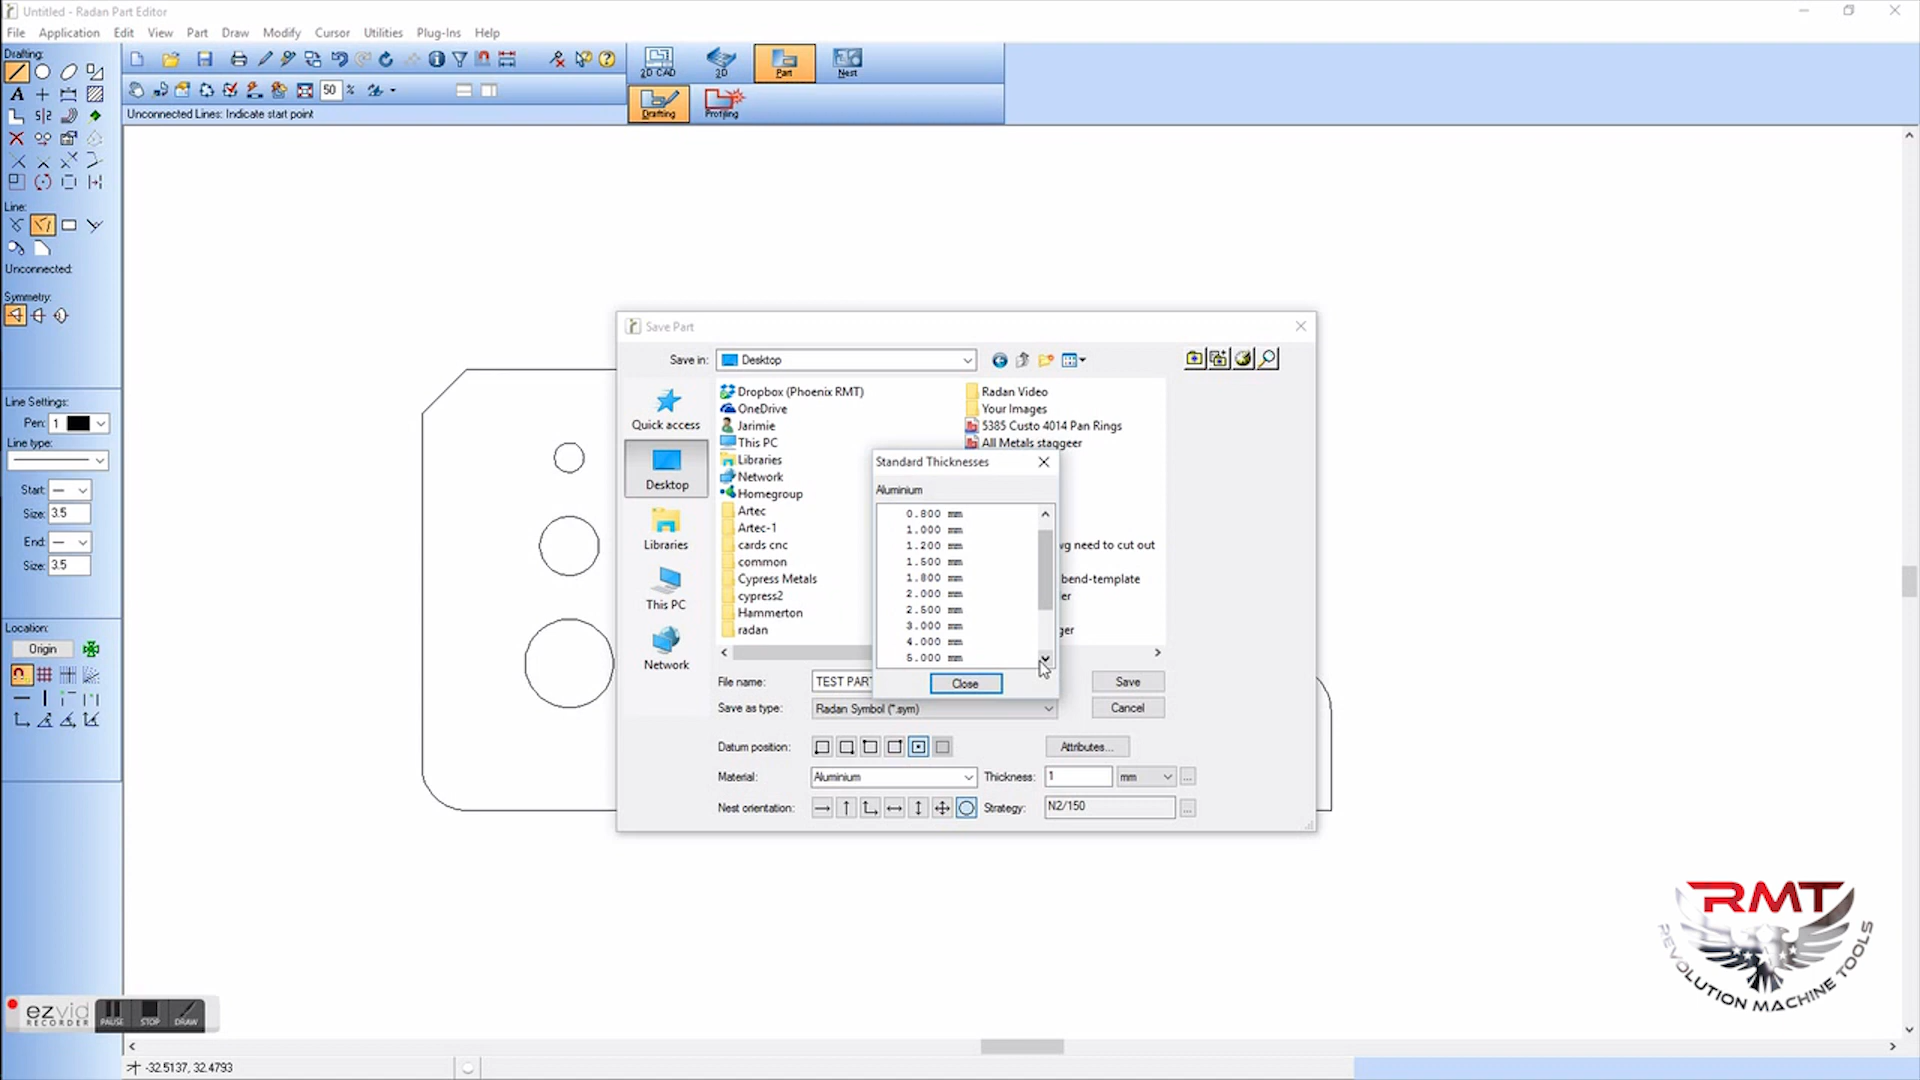 Untitled - Radan Part Editor
File Application Edit View Part Draw Modify Cursor Utilities Plug-Ins Help
Drafting:
2D CAD 3D Part Nest
50 %
Unconnected Lines: Indicate start point
Drafting Profiling
Line:
Unconnected:
Symmetry:
Line Settings:
Pen: 1
Line type:
Start:
Size: 3.5
End:
Size: 3.5
Location:
Origin
Save Part
Save in: Desktop
Quick access
Desktop
Libraries
This PC
Network
Dropbox (Phoenix RMT)
OneDrive
Jarimie
This PC
Libraries
Network
Homegroup
Artec
Artec-1
cards cnc
common
Cypress Metals
cypress2
Hammerton
radan
Radan Video
Your Images
5385 Custo 4014 Pan Rings
All Metals staggeer
vg need to cut out
bend-template
er
ger
Standard Thicknesses
Aluminium
0.800 mm
1.000 mm
1.200 mm
1.500 mm
1.800 mm
2.000 mm
2.500 mm
3.000 mm
4.000 mm
5.000 mm
Close
File name: TEST PART
Save
Save as type: Radan Symbol (*.sym)
Cancel
Datum position:
Attributes...
Material: Aluminium
Thickness: 1 mm ...
Nest orientation:
Strategy: N2/150 ...
RMT
REVOLUTION MACHINE TOOLS
ezvid
RECORDER
PAUSE STOP DRAW
-32.5137, 32.4793